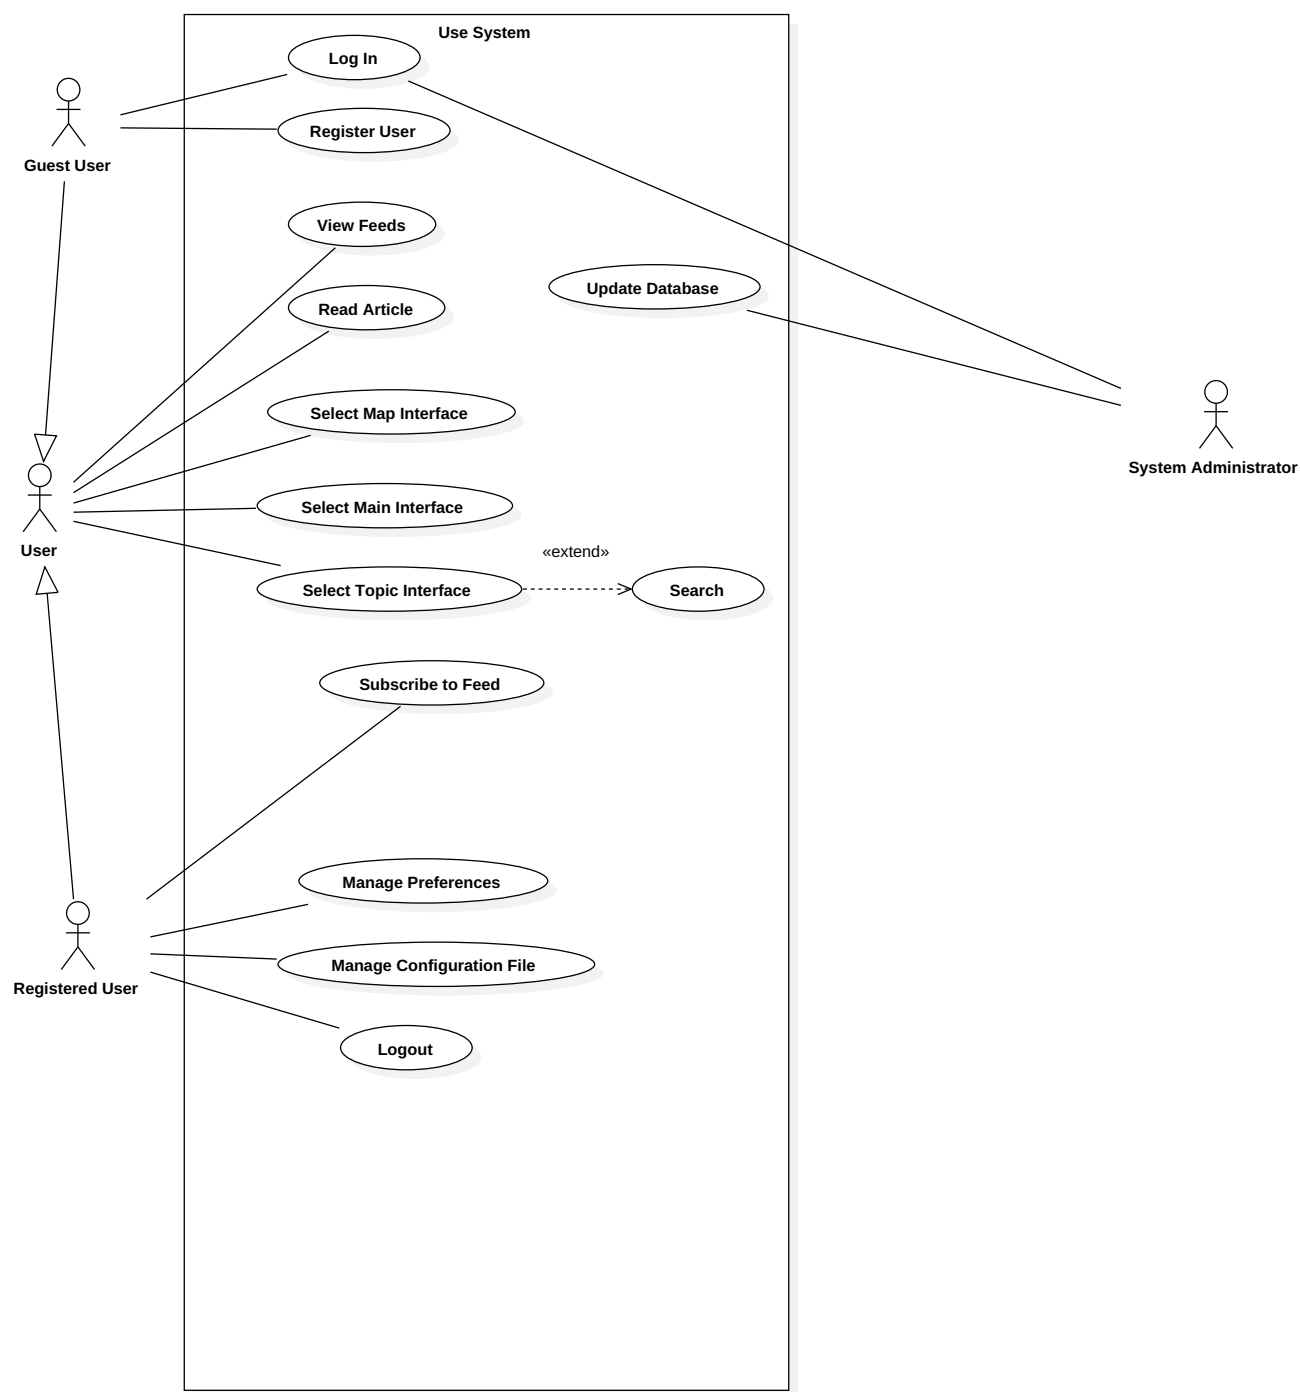 Use System
Log In
Register User
Guest User
View Feeds
Update Database
Read Article
Select Map Interface
System Administrator
Select Main Interface
User
«extend»
Select Topic Interface
Search
Subscribe to Feed
Manage Preferences
Manage Configuration File
Registered User
Logout